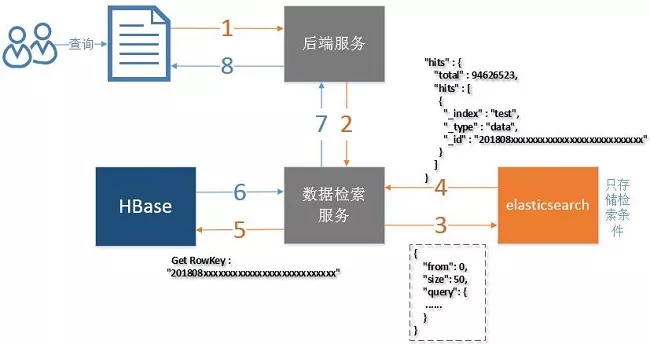 查询
1
8
后端服务
7
2
"hits" : {
"total" : 94626523,
"hits" : [
{
"_index" : "test",
"_type" : "data",
"_id" : "201808xxxxxxxxxxxxxxxxxxxxxxxxxx"
}
]
}
HBase
6
5
数据检索
服务
4
3
elasticsearch
只存
储检
索条
件
Get RowKey :
"201808xxxxxxxxxxxxxxxxxxxxxxxxxx"
{
"from": 0,
"size": 50,
"query": {
......
}
}